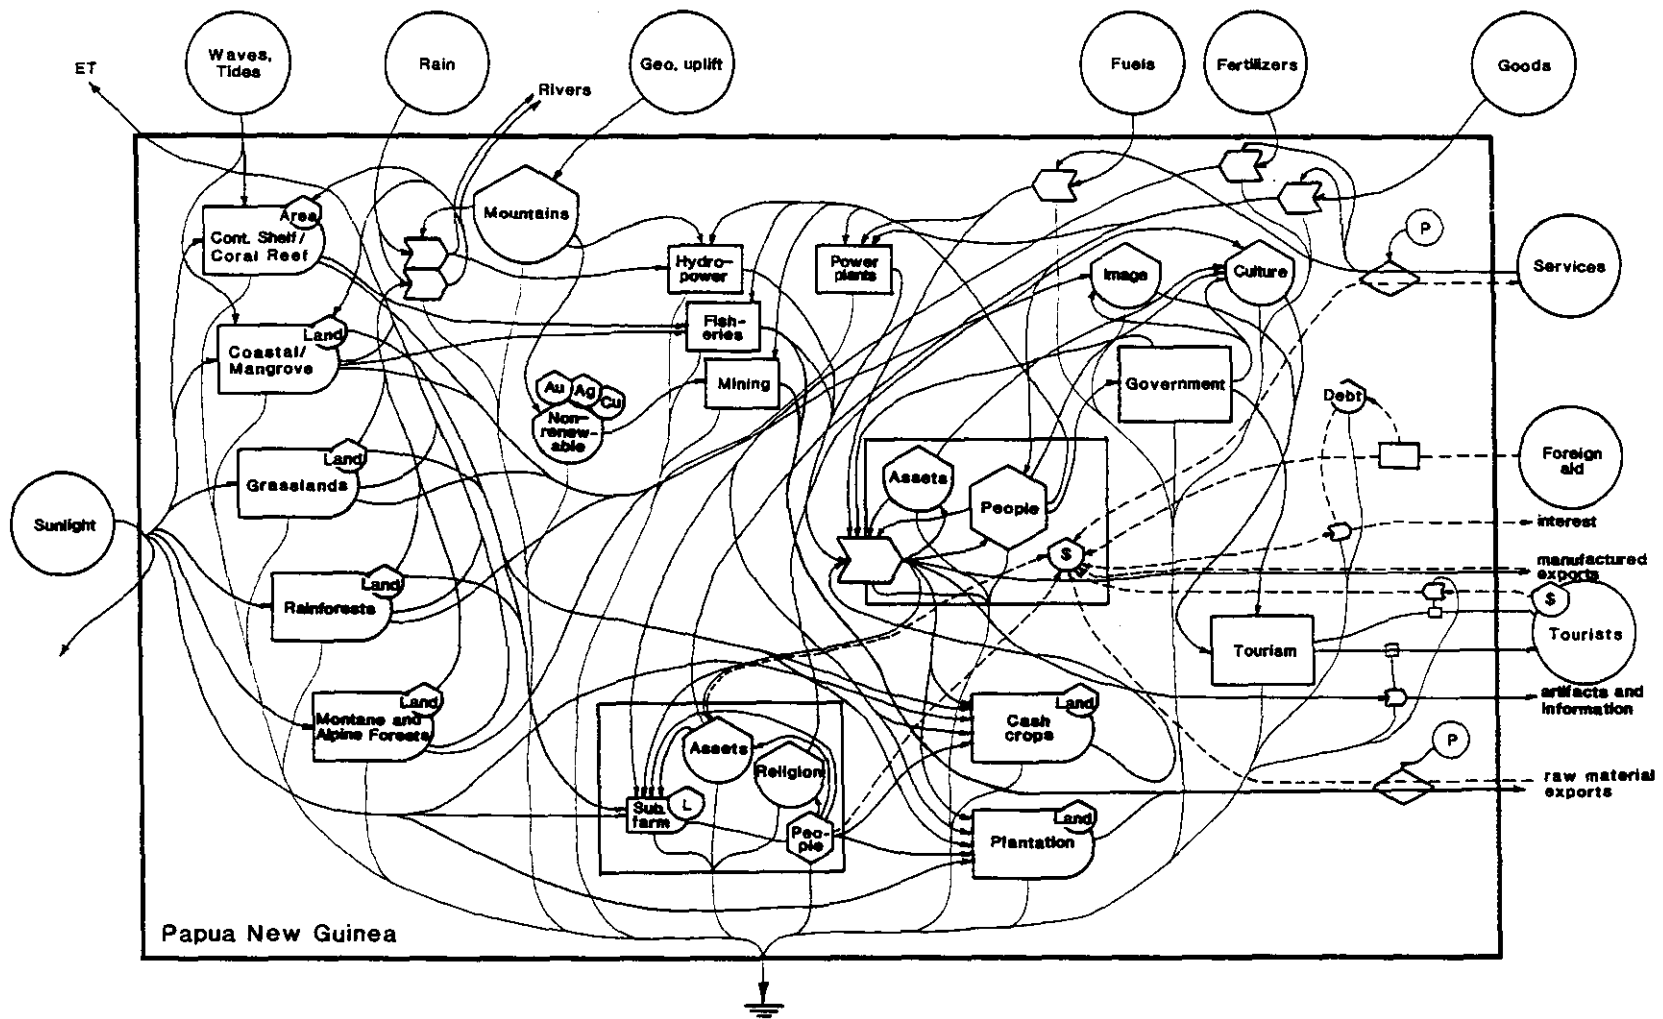 Waves,
Tides
Rain
Geo. uplift
Fuels
Fertilizers
Goods
ET
Rivers
Mountains
Area
Cont. Shelf/
Coral Reef
Hydro-
power
Power
plants
Image
Culture
P
Services
Fish-
eries
Land
Coastal/
Mangrove
Mining
Government
Au
Ag
Cu
Non-
renew-
able
Debt
Land
Grasslands
Assets
People
Foreign
aid
Sunlight
interest
$
manufactured
exports
Land
Rainforests
$
Tourists
Tourism
Land
Montane and
Alpine Forests
artifacts and
information
Land
Cash
crops
Assets
Religion
P
raw material
exports
L
Sub.
farm
Peo-
ple
Land
Plantation
Papua New Guinea